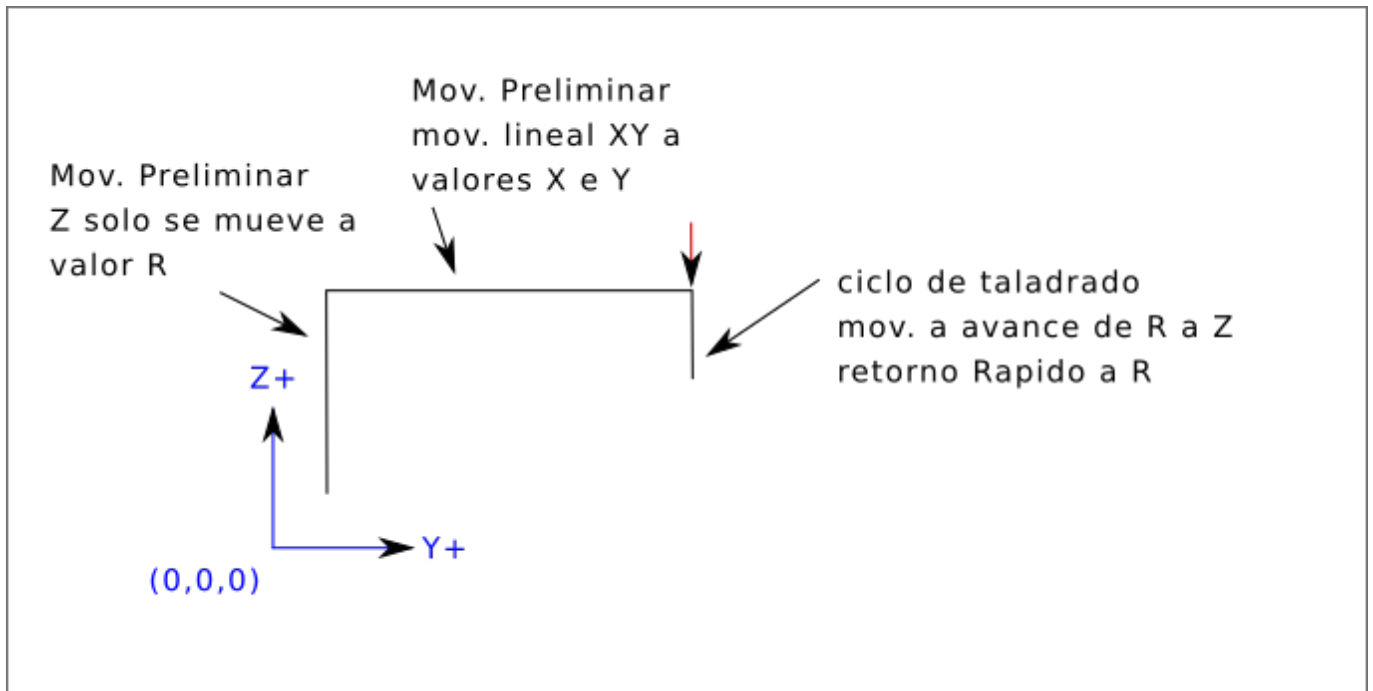 Mov. Preliminar
mov. lineal XY a
valores X e Y
Mov. Preliminar
Z solo se mueve a
valor R
ciclo de taladrado
mov. a avance de R a Z
retorno Rapido a R
Z+
Y+
(0,0,0)